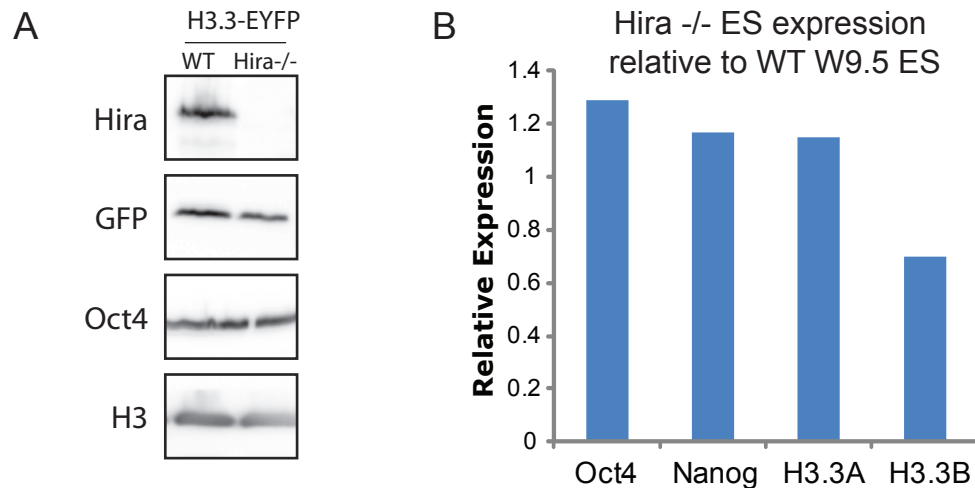 A
H3.3-EYFP
WT Hira-/-
Hira
GFP
Oct4
H3
B
Hira -/- ES expression
relative to WT W9.5 ES
Relative Expression
1.4
1.2
1
0.8
0.6
0.4
0.2
0
Oct4 Nanog H3.3A H3.3B